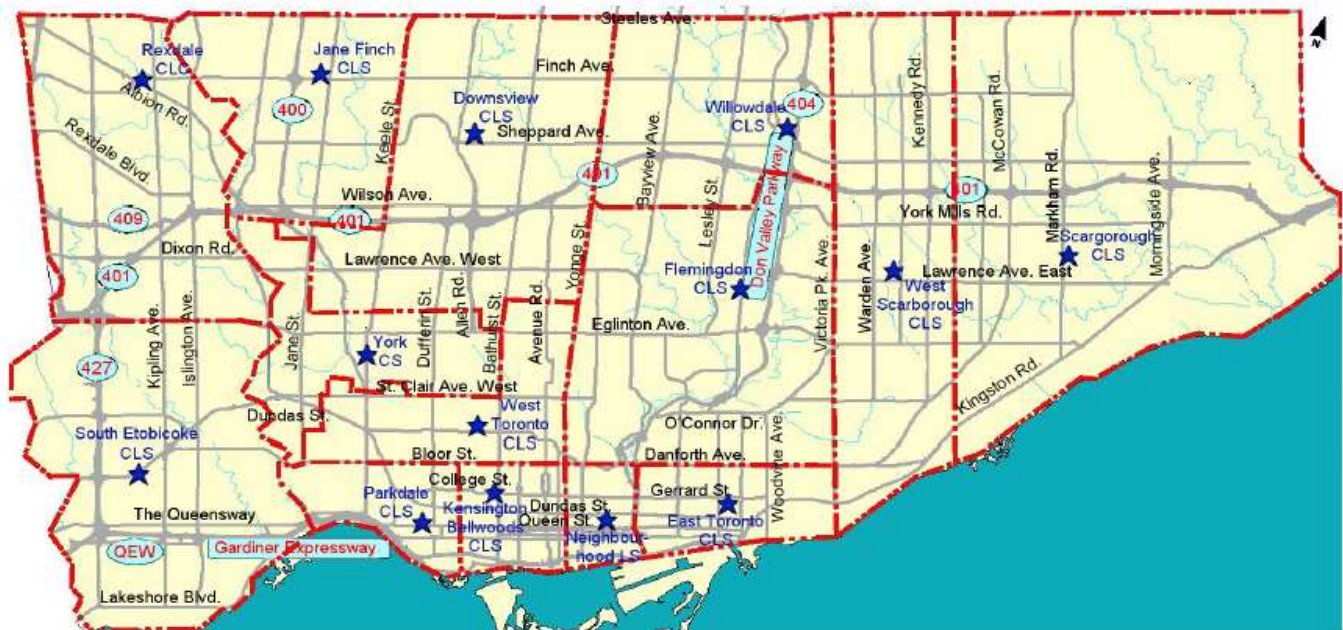 Steeles Ave.
N
Rexdale
CLC
Jane Finch
CLS
Finch Ave.
Albion Rd.
400
Keele St.
Downsview
CLS
Sheppard Ave.
Willowdale
CLS
404
Bayview Ave.
Kennedy Rd.
McCowan Rd.
Rexdale Blvd.
Don Valley Parkway
Lesley St.
Markham Rd.
Morningside Ave.
401
Wilson Ave.
401
401
York Mills Rd.
409
Dixon Rd.
401
Yonge St.
Lawrence Ave. West
Flemingdon
CLS
Victoria Pk. Ave
Warden Ave.
Scargorough
CLS
Lawrence Ave. East
West
Scarborough
CLS
Kipling Ave.
Islington Ave.
Jane St.
Dufferin St.
Allen Rd.
Bathurst St.
Avenue Rd.
Eglinton Ave.
York
CS
427
St. Clair Ave. West
Kingston Rd.
Dundas St.
West
Toronto
CLS
O'Connor Dr.
Woodvine Ave.
South Etobicoke
CLS
Bloor St.
Danforth Ave.
College St.
Gerrard St.
Parkdale
CLS
Kensington
Bellwoods
CLS
Dundas St.
Queen St.
Neighbour-
hood LS
East Toronto
CLS
The Queensway
QEW
Gardiner Expressway
Lakeshore Blvd.